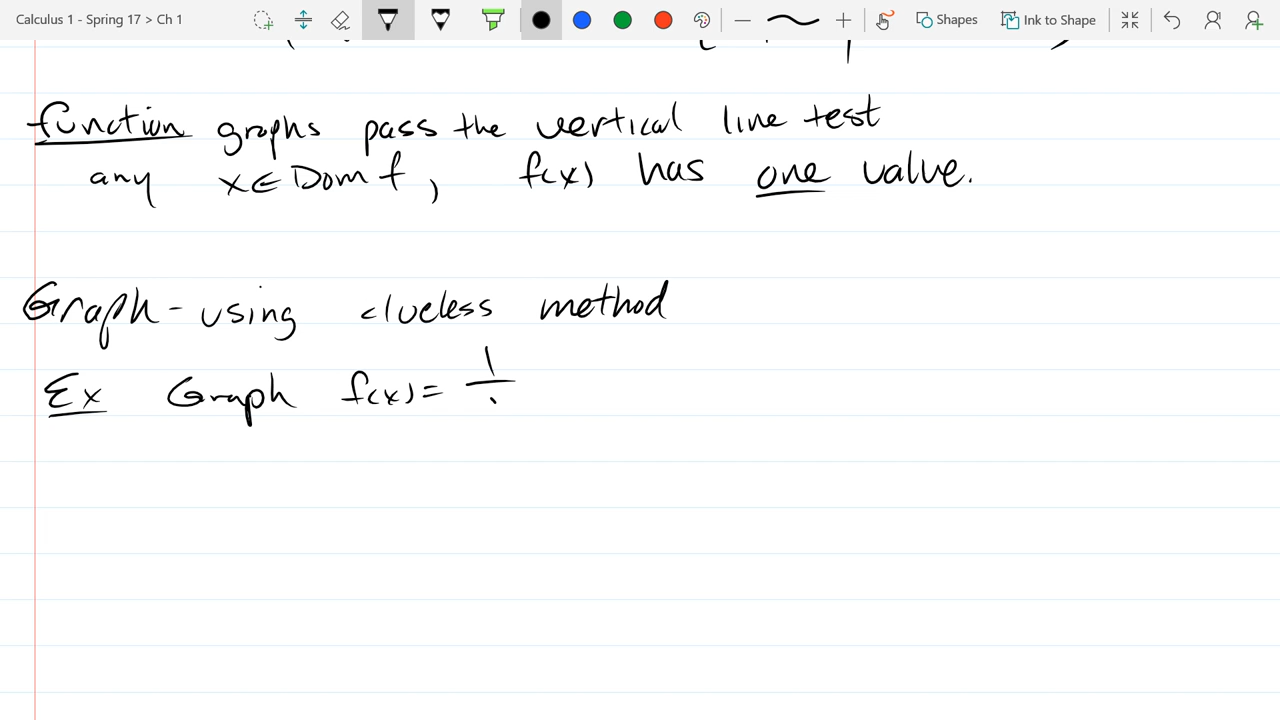 Calculus 1 - Spring 17 > Ch 1
Shapes
Ink to Shape
function graphs pass the vertical line test
any x∈Dom f, f(x) has one value.
Graph - using clueless method
Ex Graph f(x) = 1/